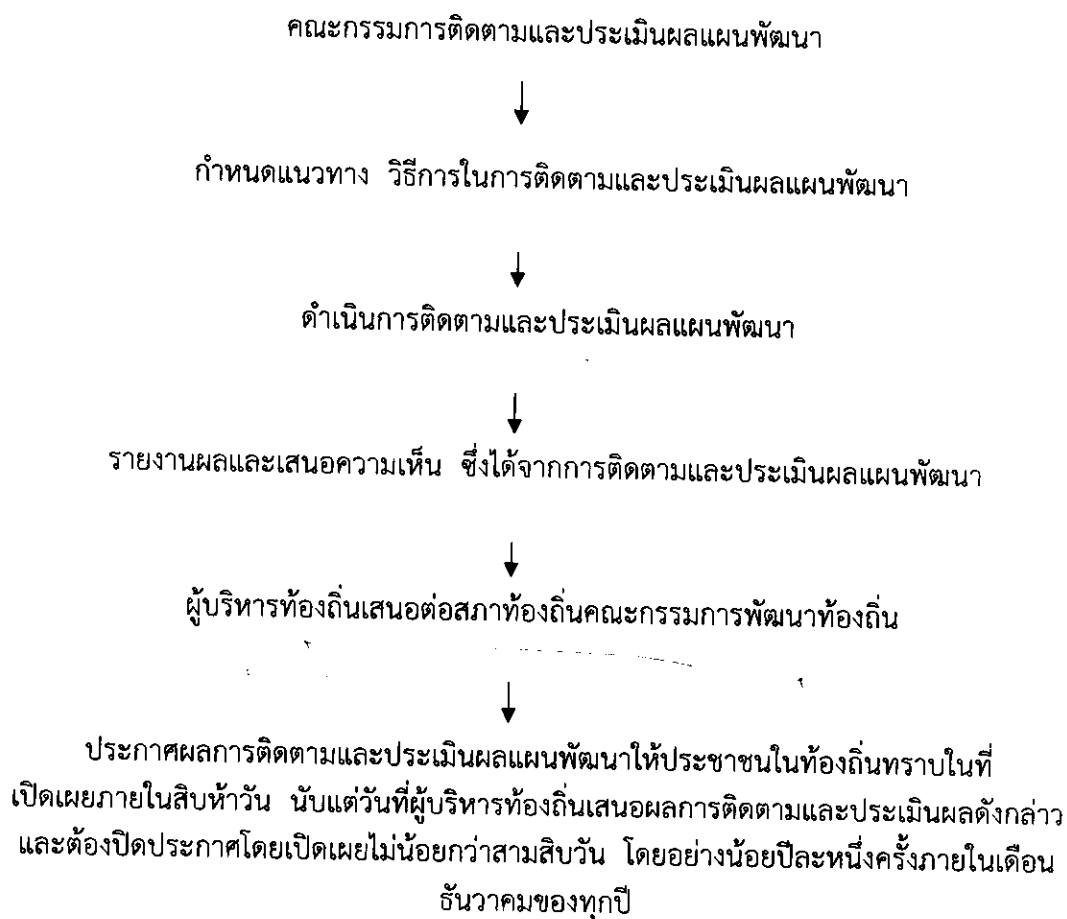 คณะกรรมการติดตามและประเมินผลแผนพัฒนา
กำหนดแนวทาง วิธีการในการติดตามและประเมินผลแผนพัฒนา
ดำเนินการติดตามและประเมินผลแผนพัฒนา
รายงานผลและเสนอความเห็น ซึ่งได้จากการติดตามและประเมินผลแผนพัฒนา
ผู้บริหารท้องถิ่นเสนอต่อสภาท้องถิ่นคณะกรรมการพัฒนาท้องถิ่น
ประกาศผลการติดตามและประเมินผลแผนพัฒนาให้ประชาชนในท้องถิ่นทราบในที่
เปิดเผยภายในสิบห้าวัน นับแต่วันที่ผู้บริหารท้องถิ่นเสนอผลการติดตามและประเมินผลดังกล่าว
และต้องปิดประกาศโดยเปิดเผยไม่น้อยกว่าสามสิบวัน โดยอย่างน้อยปีละหนึ่งครั้งภายในเดือน
ธันวาคมของทุกปี